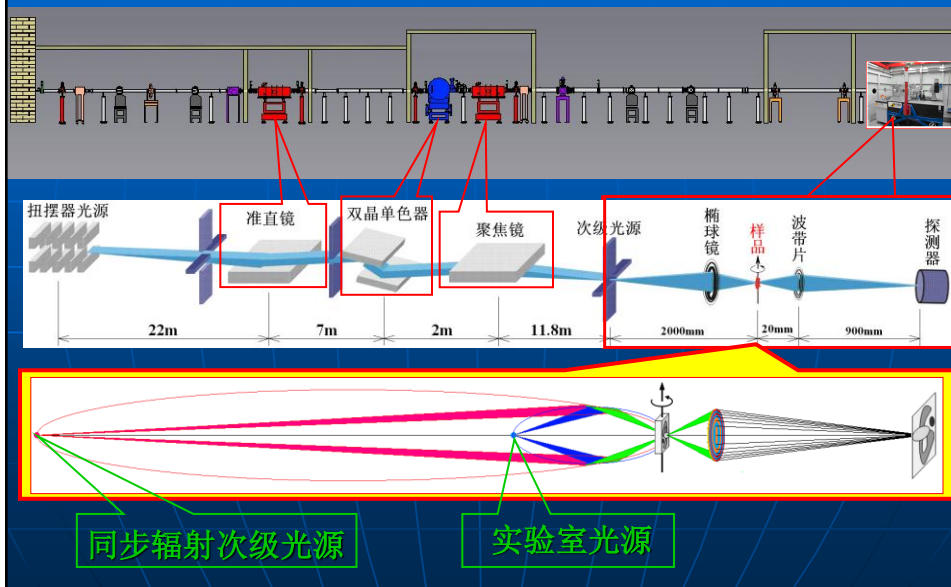 扭摆器光源
准直镜
双晶单色器
聚焦镜
次级光源
椭球镜
样品
波带片
探测器
22m
7m
2m
11.8m
2000mm
20mm
900mm
同步辐射次级光源
实验室光源